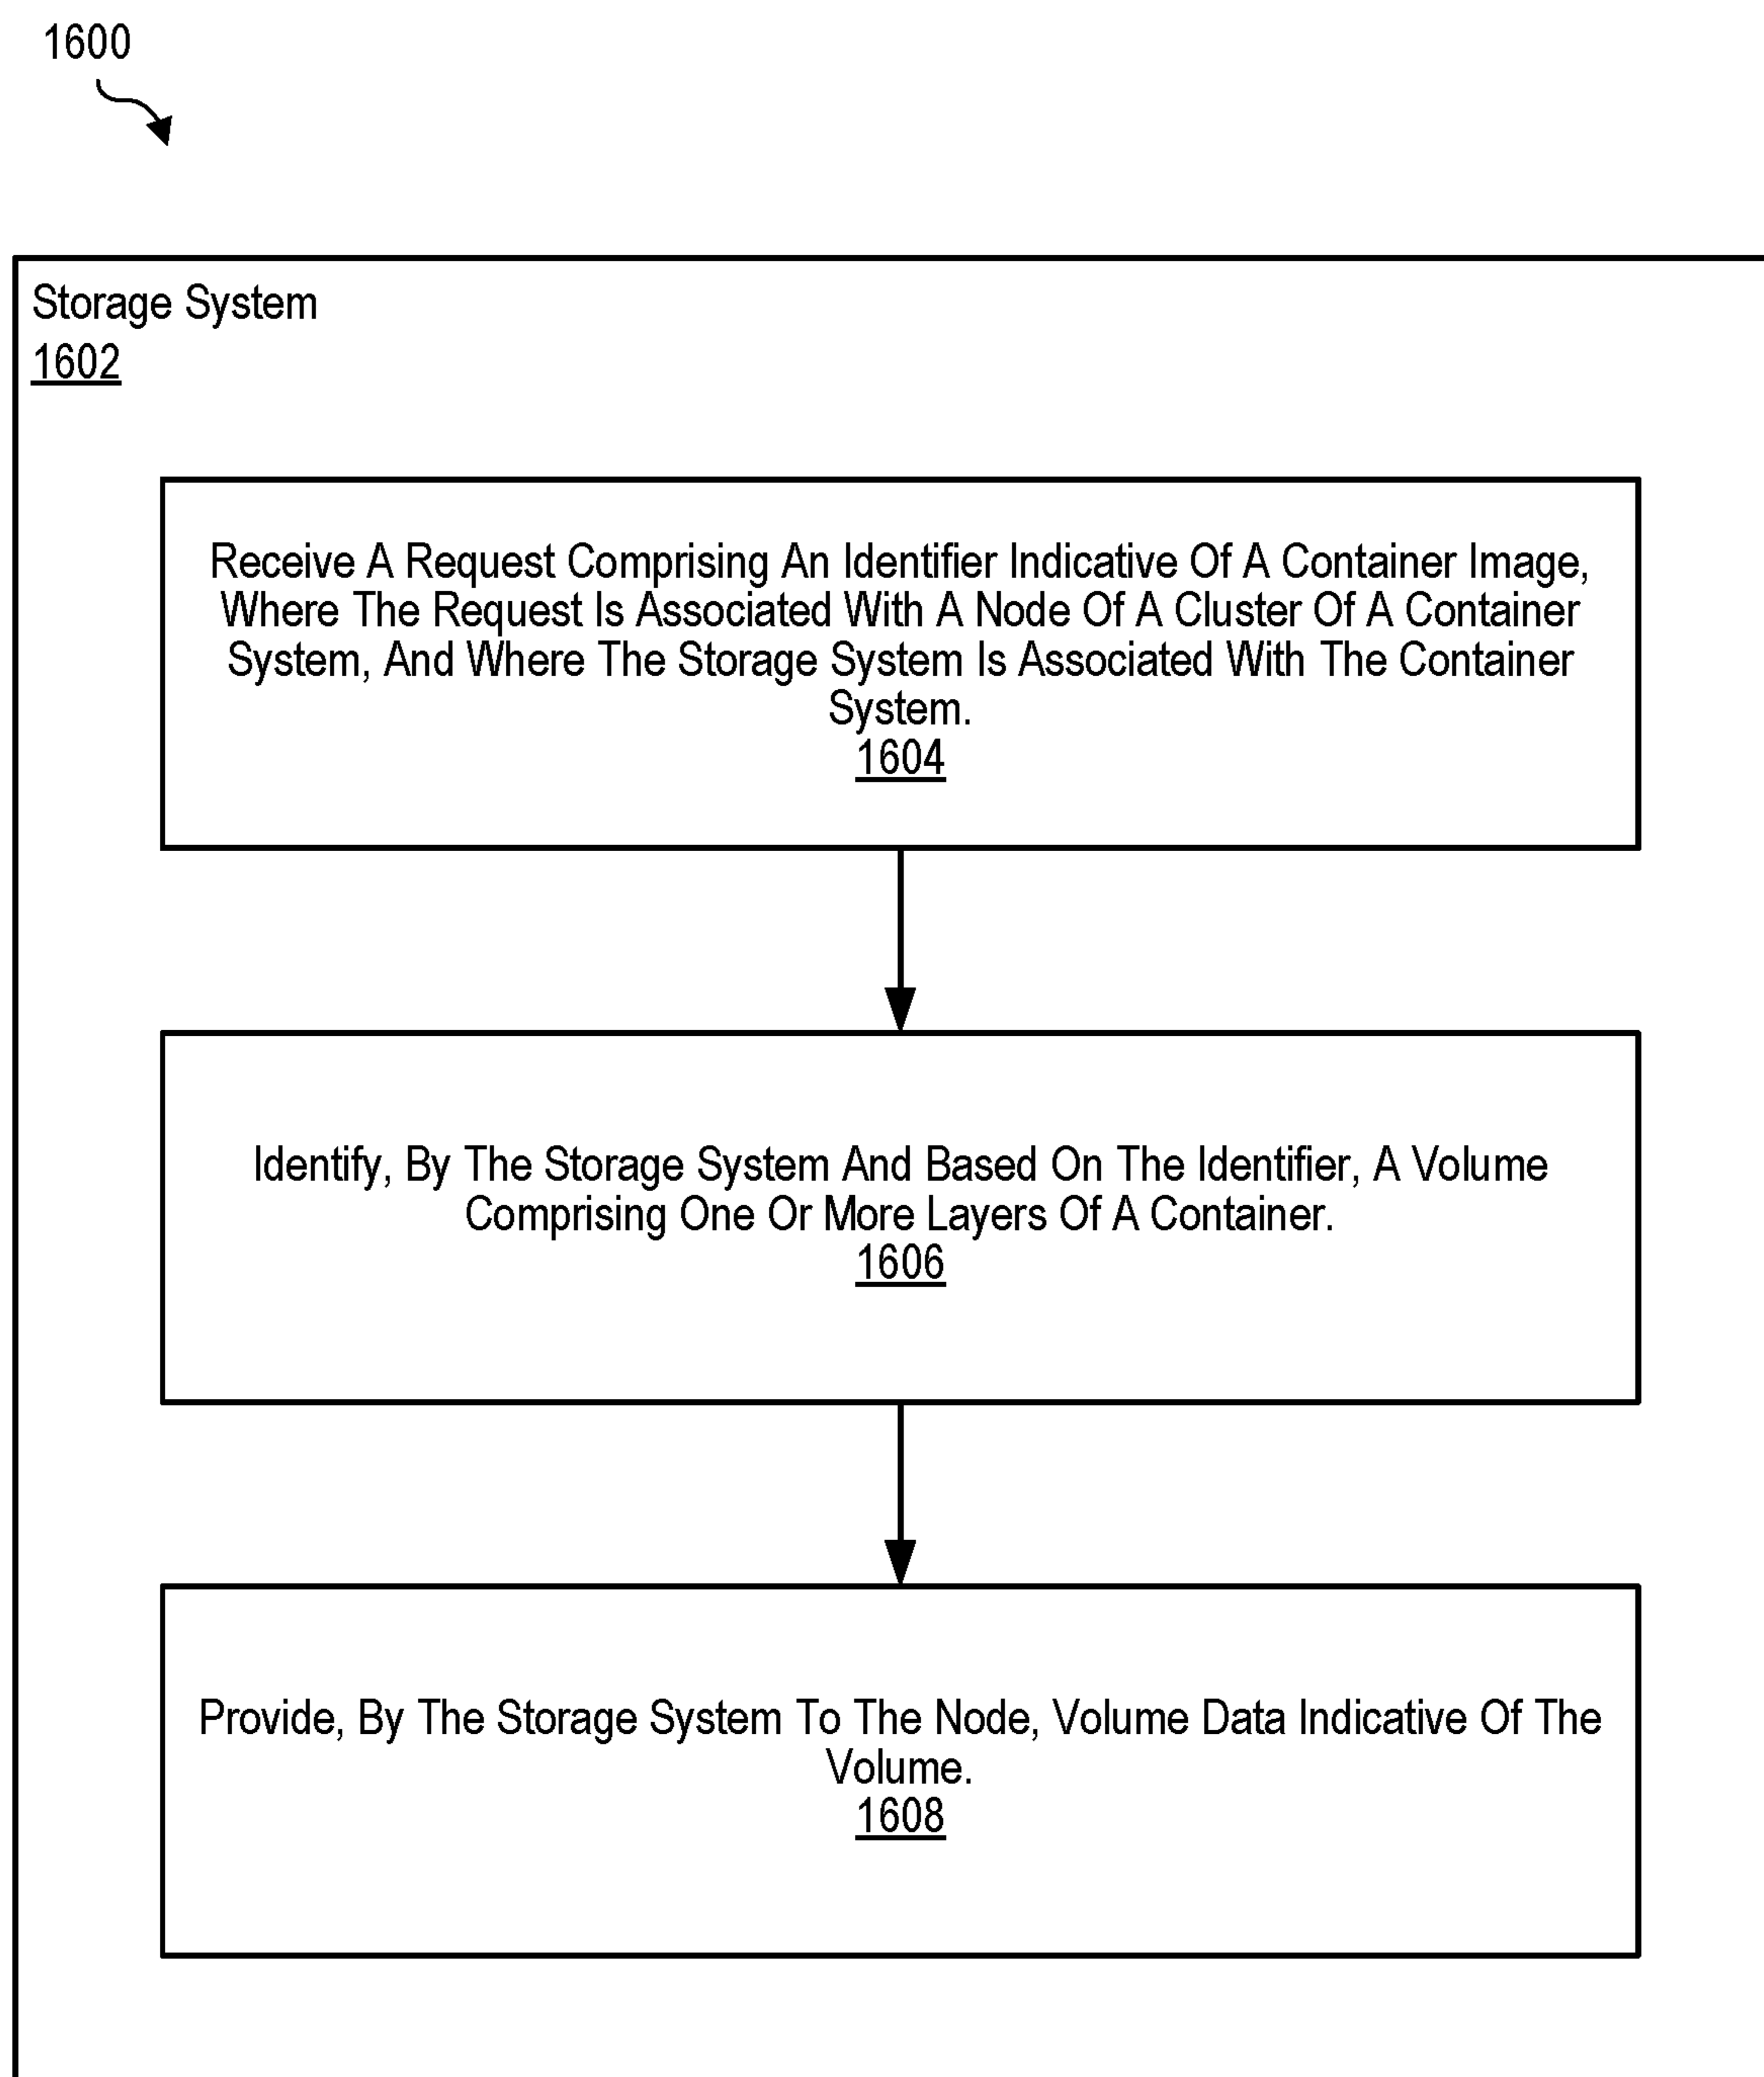 1600
Storage System
1602
Receive A Request Comprising An Identifier Indicative Of A Container Image,
Where The Request Is Associated With A Node Of A Cluster Of A Container
System, And Where The Storage System Is Associated With The Container
System.
1604
Identify, By The Storage System And Based On The Identifier, A Volume
Comprising One Or More Layers Of A Container.
1606
Provide, By The Storage System To The Node, Volume Data Indicative Of The
Volume.
1608